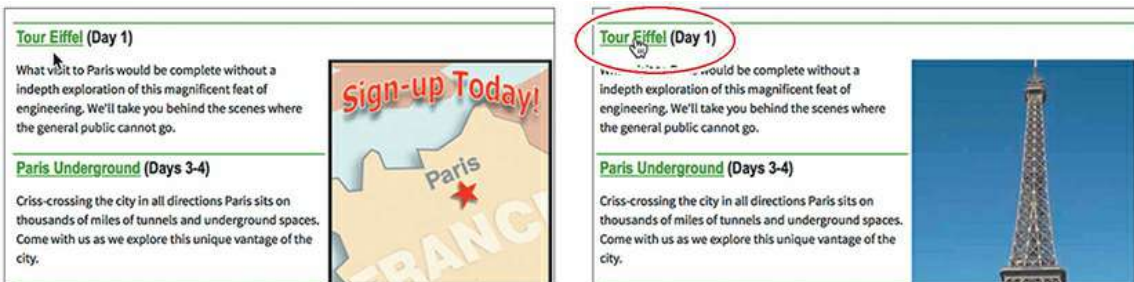 Tour Eiffel (Day 1)
What visit to Paris would be complete without a
indepth exploration of this magnificent feat of
engineering. We'll take you behind the scenes where
the general public cannot go.
Sign-up Today!
Paris
FRANC
Paris Underground (Days 3-4)
Criss-crossing the city in all directions Paris sits on
thousands of miles of tunnels and underground spaces.
Come with us as we explore this unique vantage of the
city.
Tour Eiffel (Day 1)
would be complete without a
indepth exploration of this magnificent feat of
engineering. We'll take you behind the scenes where
the general public cannot go.
Paris Underground (Days 3-4)
Criss-crossing the city in all directions Paris sits on
thousands of miles of tunnels and underground spaces.
Come with us as we explore this unique vantage of the
city.